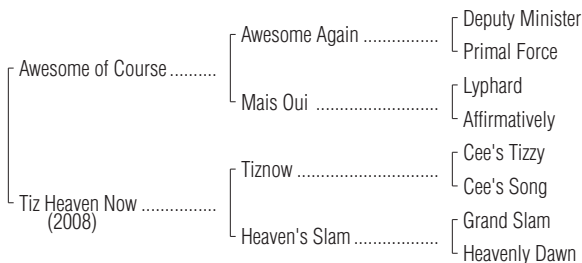 Deputy Minister
Awesome Again ................
Primal Force
Awesome of Course ..........
Lyphard
Mais Oui ..........................
Affirmatively
Cee's Tizzy
Tiznow ..............................
Cee's Song
Tiz Heaven Now ................
(2008)
Grand Slam
Heaven's Slam ...................
Heavenly Dawn